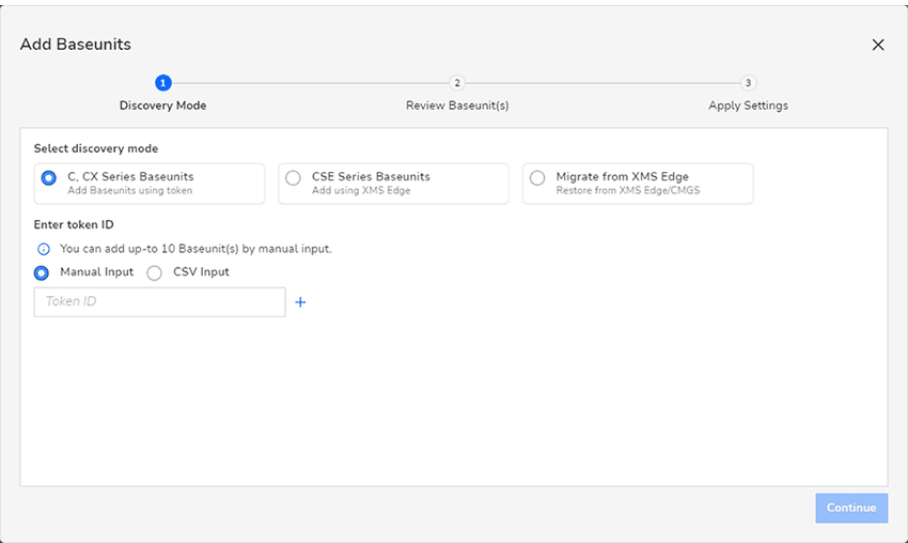 Add Baseunits
1
2
3
Discovery Mode
Review Baseunit(s)
Apply Settings
Select discovery mode
C, CX Series Baseunits
Add Baseunits using token
CSE Series Baseunits
Add using XMS Edge
Migrate from XMS Edge
Restore from XMS Edge/CMGS
Enter token ID
You can add up-to 10 Baseunit(s) by manual input.
Manual Input
CSV Input
Token ID
Continue